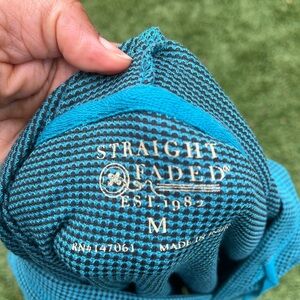 STRAIGHT
FADED
EST 1982
M
RN#147061 MADE IN